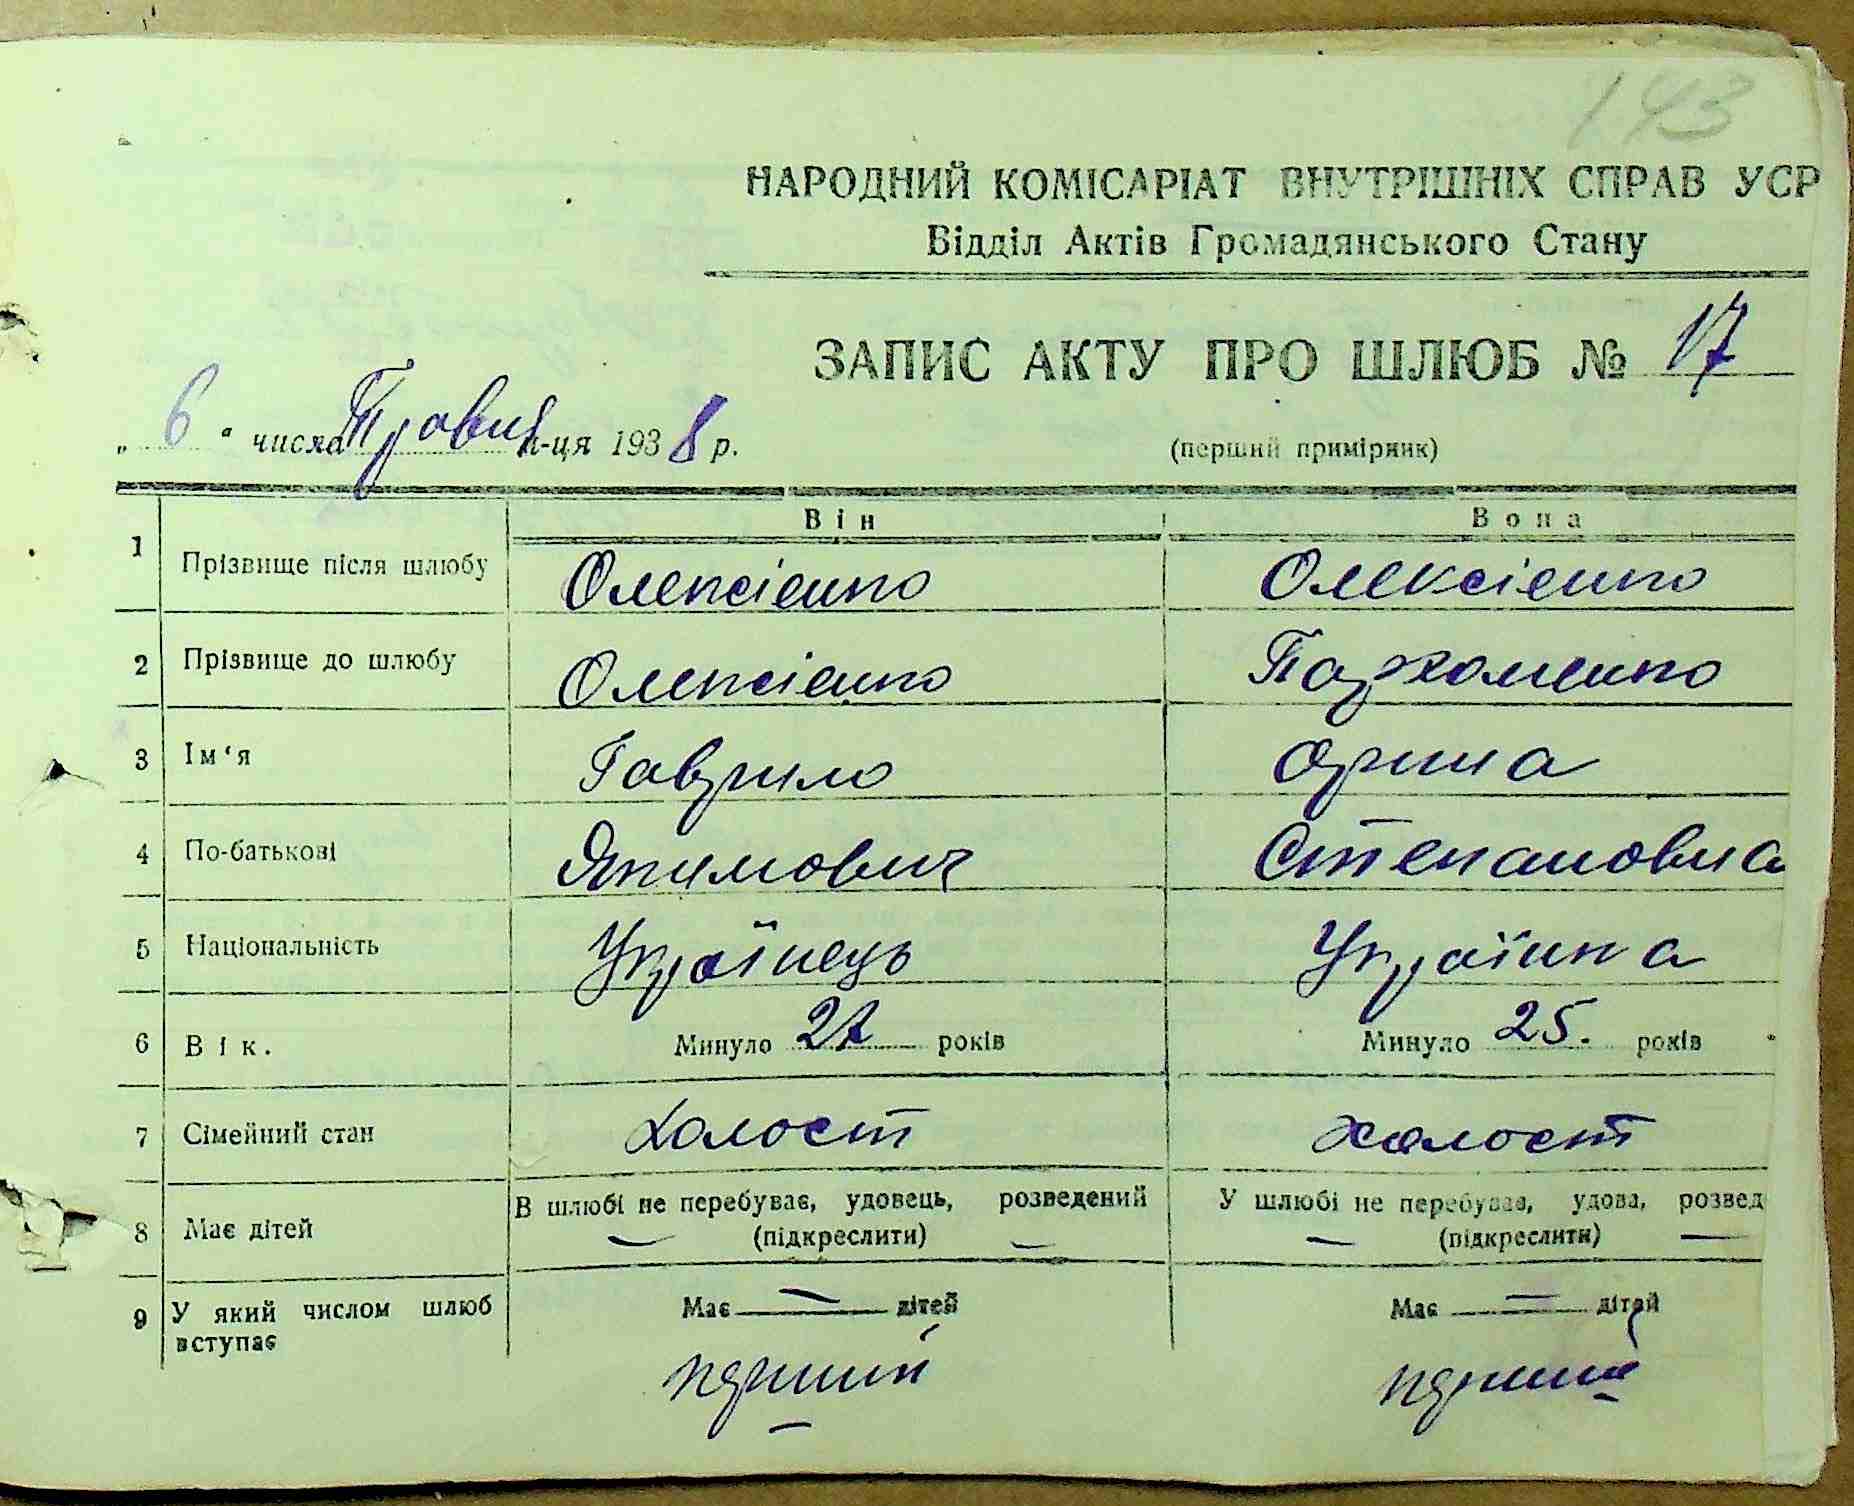 143
НАРОДНИЙ КОМІСАРІАТ ВНУТРІШНІХ СПРАВ УСР
Відділ Актів Громадянського Стану
ЗАПИС АКТУ ПРО ШЛЮБ № 17
„ 6 “ числа Травня м-ця 1938 р.
(перший примірник)
Він Вона
1 Прізвище після шлюбу Олексієнко Олексієнко
2 Прізвище до шлюбу Олексієнко Пархоменко
3 Ім‘я Гаврило Орина
4 По-батькові Якимович Степановна
5 Національність Українець Українка
6 Вік. Минуло 27 років Минуло 25. років
7 Сімейний стан Холост холост
В шлюбі не перебуває, удовець, розведений У шлюбі не перебуває, удова, розвед
8 Має дітей — (підкреслити) — — (підкреслити) —
9 У який числом шлюб Має — дітей Має — дітей
вступає
перший перший